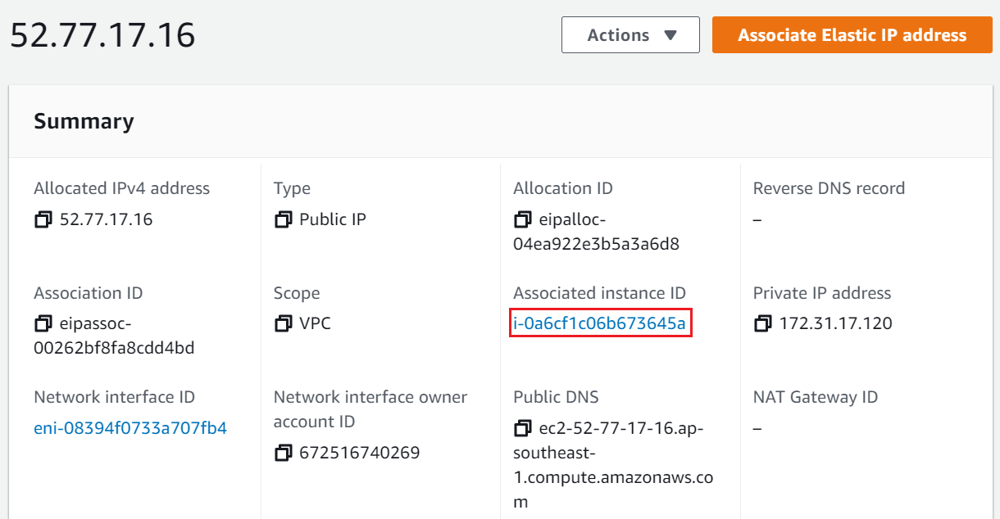 52.77.17.16
Actions
Associate Elastic IP address
Summary
Allocated IPv4 address
52.77.17.16
Type
Public IP
Allocation ID
eipalloc-
04ea922e3b5a3a6d8
Reverse DNS record
–
Association ID
eipassoc-
00262bf8fa8cdd4bd
Scope
VPC
Associated instance ID
i-0a6cf1c06b673645a
Private IP address
172.31.17.120
Network interface ID
eni-08394f0733a707fb4
Network interface owner
account ID
672516740269
Public DNS
ec2-52-77-17-16.ap-
southeast-
1.compute.amazonaws.co
m
NAT Gateway ID
–